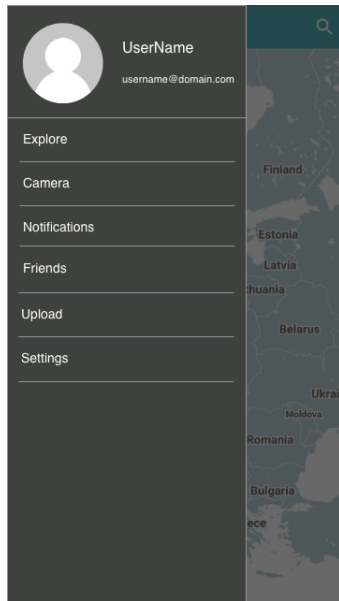 UserName
username@domain.com
Explore
Camera
Notifications
Friends
Upload
Settings
Finland
Estonia
Latvia
thuania
Belarus
Ukrai
Moldova
Romania
Bulgaria
ece